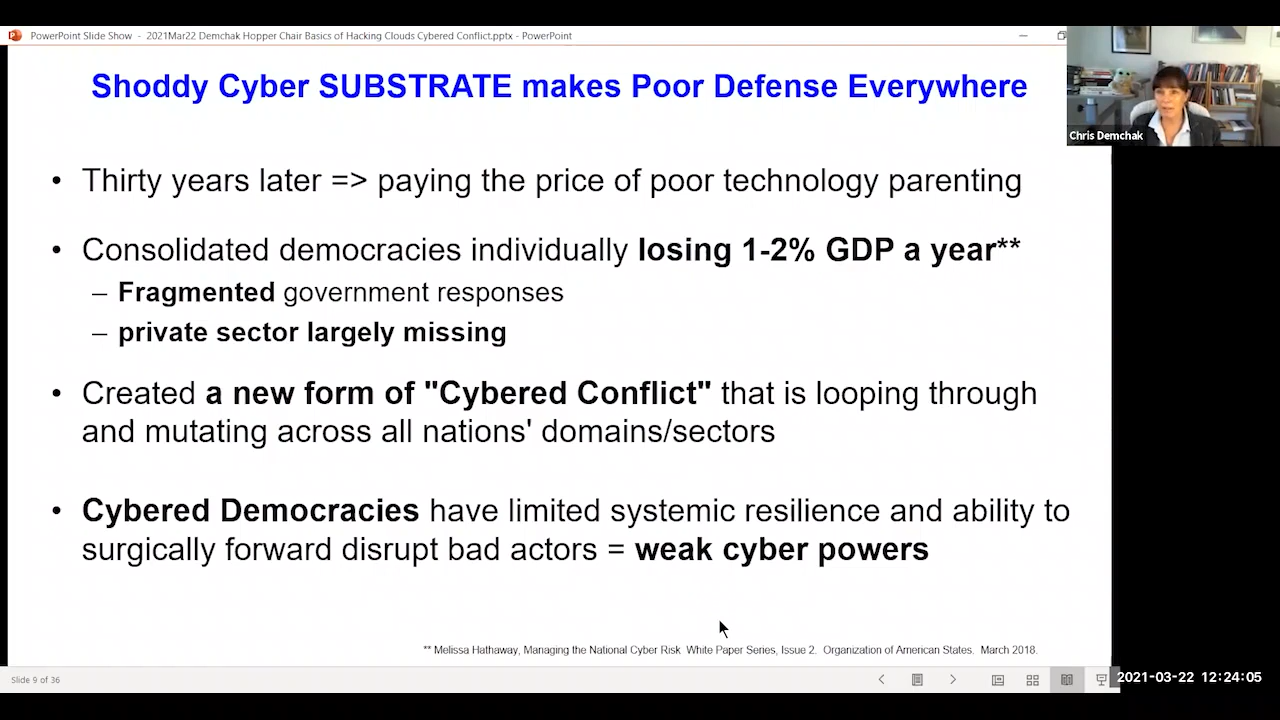 PowerPoint Slide Show - 2021Mar22 Demchak Hopper Chair Basics of Hacking Clouds Cybered Conflict.pptx - PowerPoint
Shoddy Cyber SUBSTRATE makes Poor Defense Everywhere
Chris Demchak
• Thirty years later => paying the price of poor technology parenting
• Consolidated democracies individually losing 1-2% GDP a year**
– Fragmented government responses
– private sector largely missing
• Created a new form of "Cybered Conflict" that is looping through
and mutating across all nations' domains/sectors
• Cybered Democracies have limited systemic resilience and ability to
surgically forward disrupt bad actors = weak cyber powers
** Melissa Hathaway, Managing the National Cyber Risk White Paper Series, Issue 2. Organization of American States. March 2018.
Slide 9 of 36
2021-03-22 12:24:05